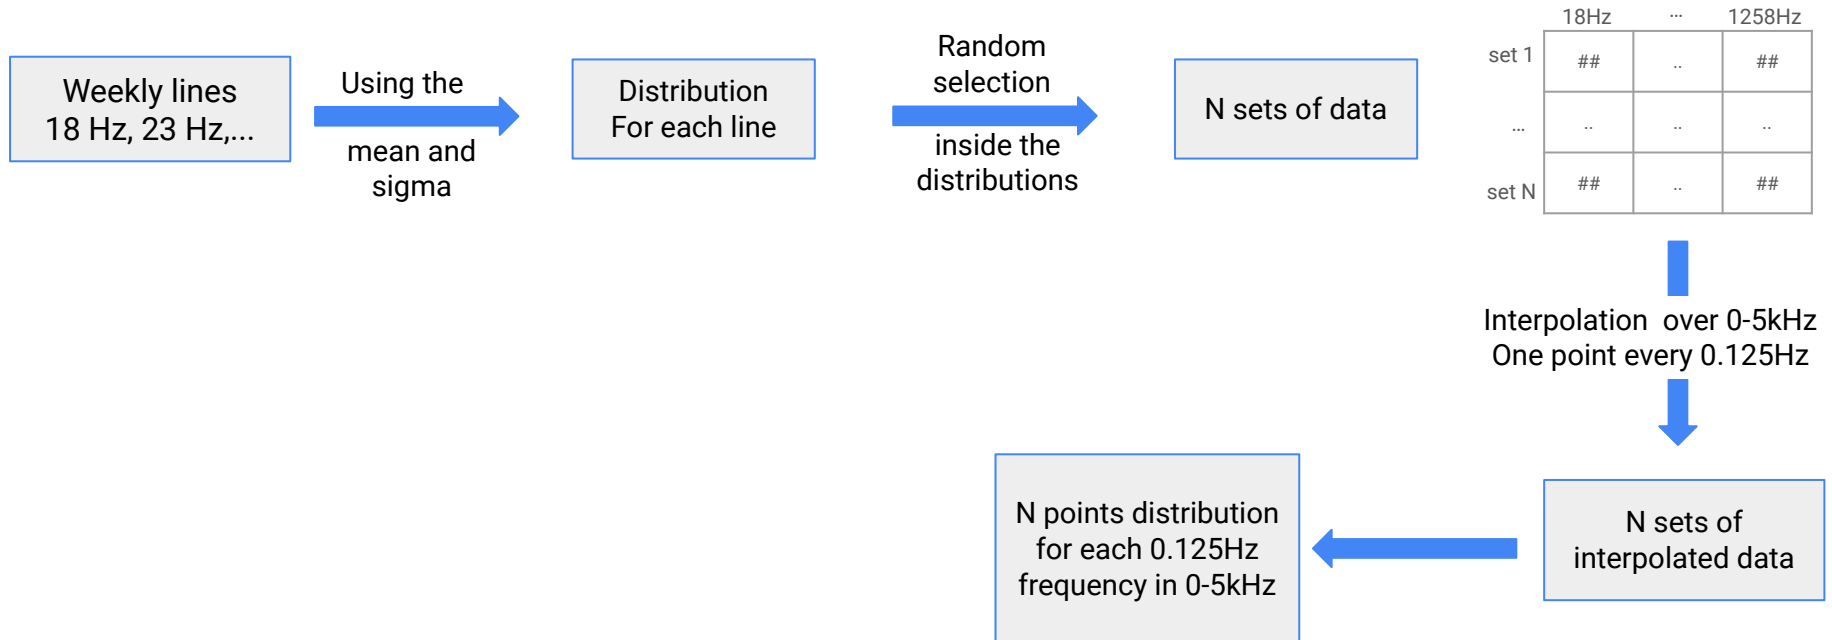 Weekly lines
18 Hz, 23 Hz,...
Using the
mean and
sigma
Distribution
For each line
Random
selection
inside the
distributions
N sets of data
18Hz ... 1258Hz
set 1 ## .. ##
... .. .. ..
set N ## .. ##
Interpolation over 0-5kHz
One point every 0.125Hz
N sets of
interpolated data
N points distribution
for each 0.125Hz
frequency in 0-5kHz